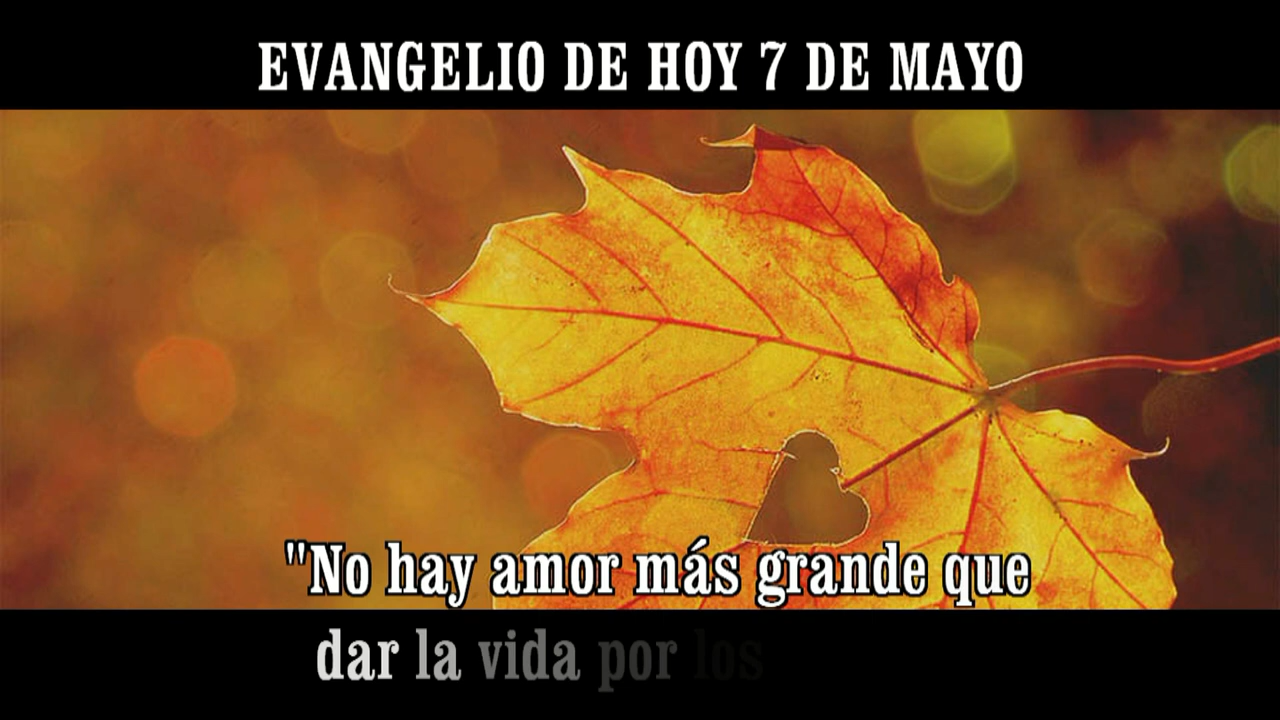 EVANGELIO DE HOY 7 DE MAYO
"No hay amor más grande que
dar la vida por los